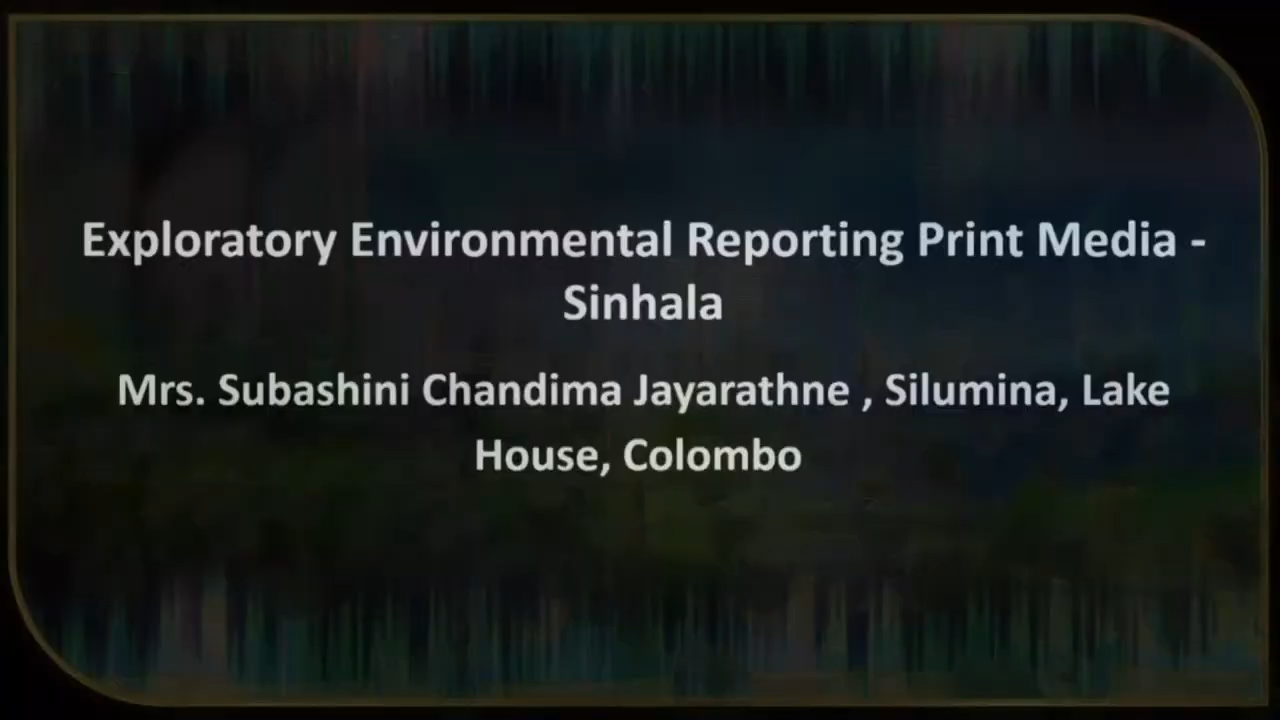 Exploratory Environmental Reporting Print Media -
Sinhala
Mrs. Subashini Chandima Jayarathne , Silumina, Lake
House, Colombo